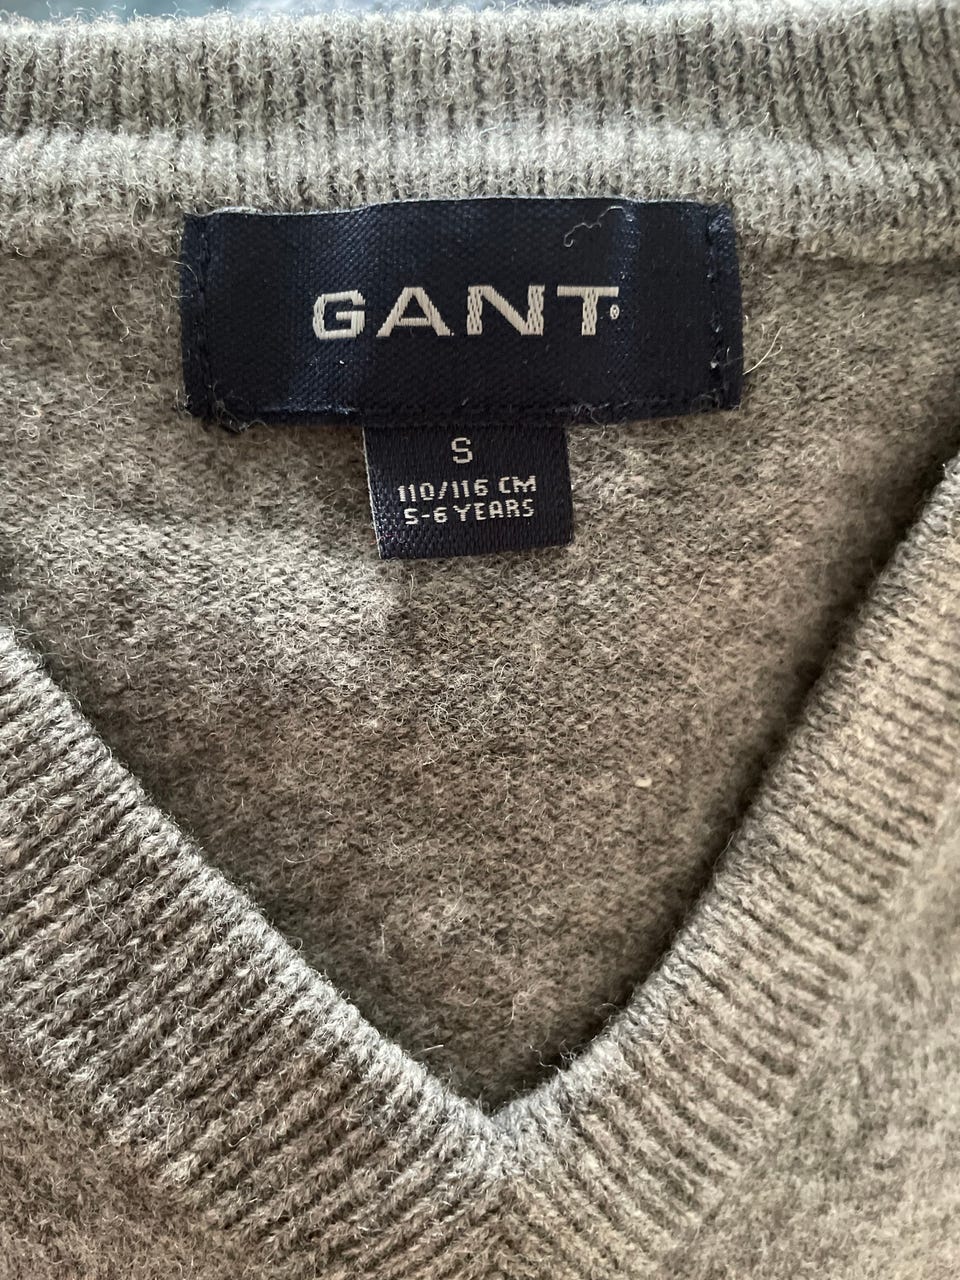 GANT®
S
110/116 CM
5-6 YEARS